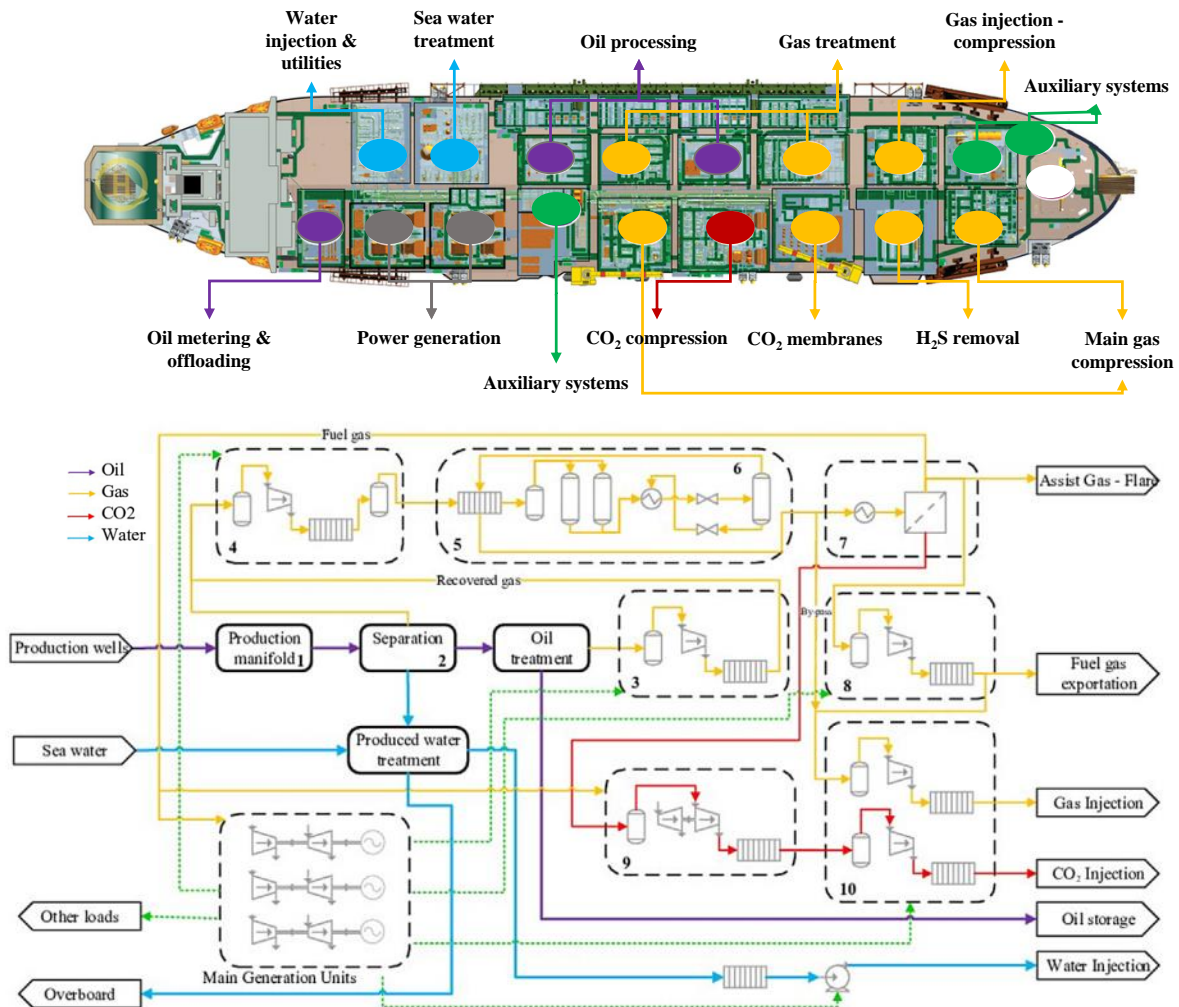 Water
injection &
utilities
Sea water
treatment
Oil processing
Gas treatment
Gas injection -
compression
Auxiliary systems
Oil metering &
offloading
Power generation
Auxiliary systems
CO₂ compression
CO₂ membranes
H₂S removal
Main gas
compression
Fuel gas
Oil
Gas
CO2
Water
4
5
6
7
Assist Gas - Flare
Recovered gas
By-pass
Production wells
Production
manifold 1
Separation
2
Oil
treatment
3
8
Fuel gas
exportation
Sea water
Produced water
treatment
9
10
Gas Injection
CO₂ Injection
Other loads
Oil storage
Main Generation Units
Water Injection
Overboard